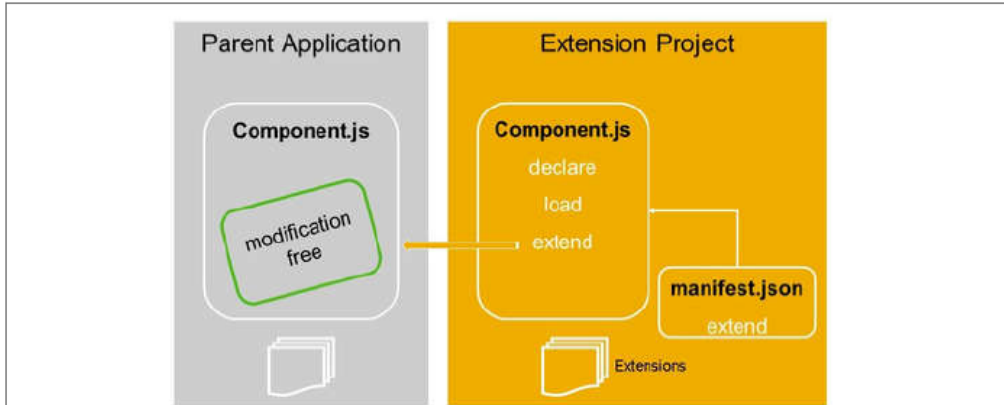 Parent Application
Component.js
modification
free
Extension Project
Component.js
declare
load
extend
manifest.json
extend
Extensions